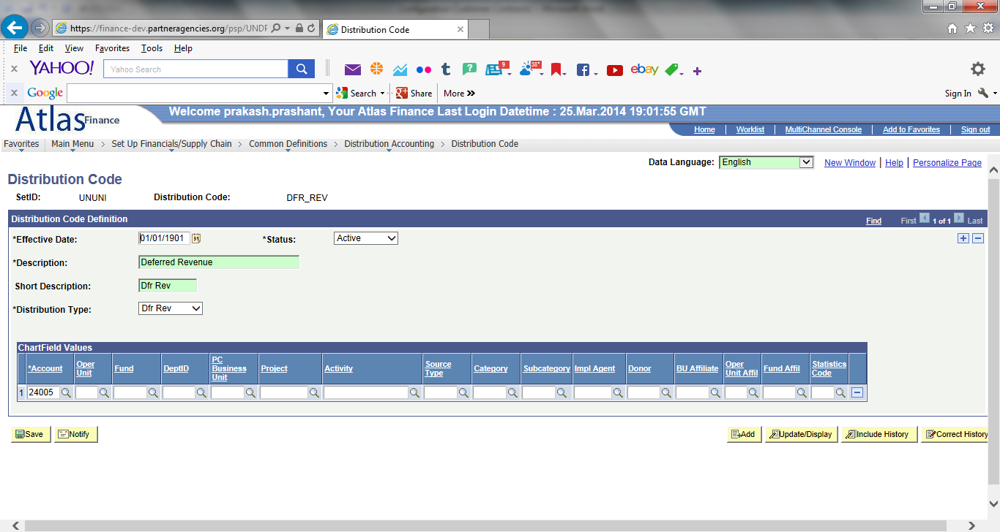 https://finance-dev.partneragencies.org/psp/UNDP
Distribution Code
File Edit View Favorites Tools Help
YAHOO! Yahoo Search
9 38°
ebay
Google Search Share More »
Sign In
Atlas Finance
Welcome prakash.prashant, Your Atlas Finance Last Login Datetime : 25.Mar.2014 19:01:55 GMT
Home Worklist MultiChannel Console Add to Favorites Sign out
Favorites Main Menu > Set Up Financials/Supply Chain > Common Definitions > Distribution Accounting > Distribution Code
Data Language: English New Window | Help | Personalize Page
Distribution Code
SetID: UNUNI Distribution Code: DFR_REV
Distribution Code Definition Find First 1 of 1 Last
*Effective Date: 01/01/1901 31 *Status: Active
*Description: Deferred Revenue
Short Description: Dfr Rev
*Distribution Type: Dfr Rev
ChartField Values
*Account Oper Unit Fund DeptID PC Business Unit Project Activity Source Type Category Subcategory Impl Agent Donor BU Affiliate Oper Unit Affil Fund Affil Statistics Code
1 24005
Save Notify Add Update/Display Include History Correct History